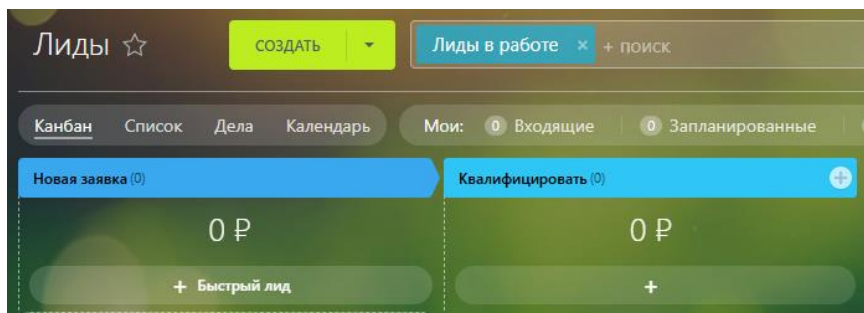 Лиды СОЗДАТЬ Лиды в работе × + поиск
Канбан Список Дела Календарь Мои: 0 Входящие 0 Запланированные
Новая заявка (0) Квалифицировать (0)
0 ₽ 0 ₽
+ Быстрый лид +